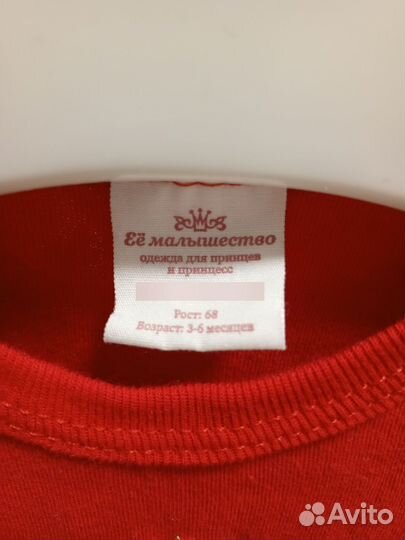 Её малышество
одежда для принцев
и принцесс
Рост: 68
Возраст: 3-6 месяцев
Avito